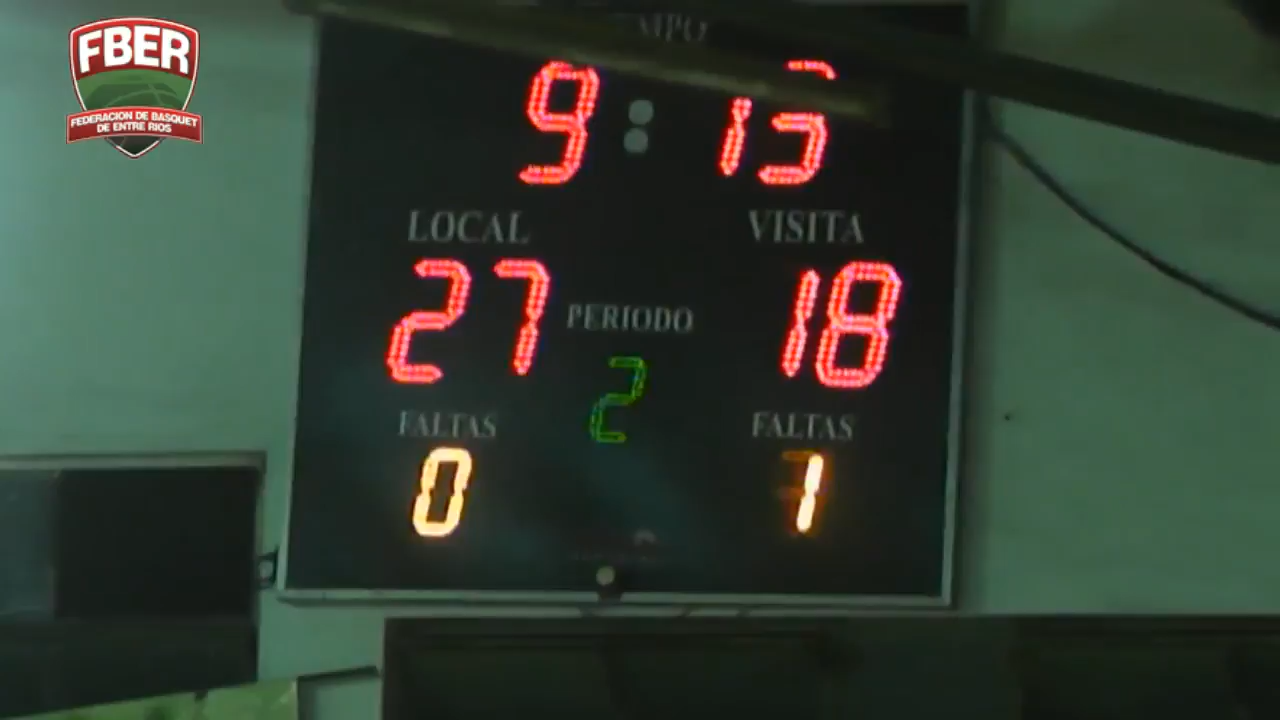 FBER
FEDERACION DE BASQUET
DE ENTRE RIOS
9 : 13
LOCAL
VISITA
27
PERIODO
18
2
FALTAS
FALTAS
0
1